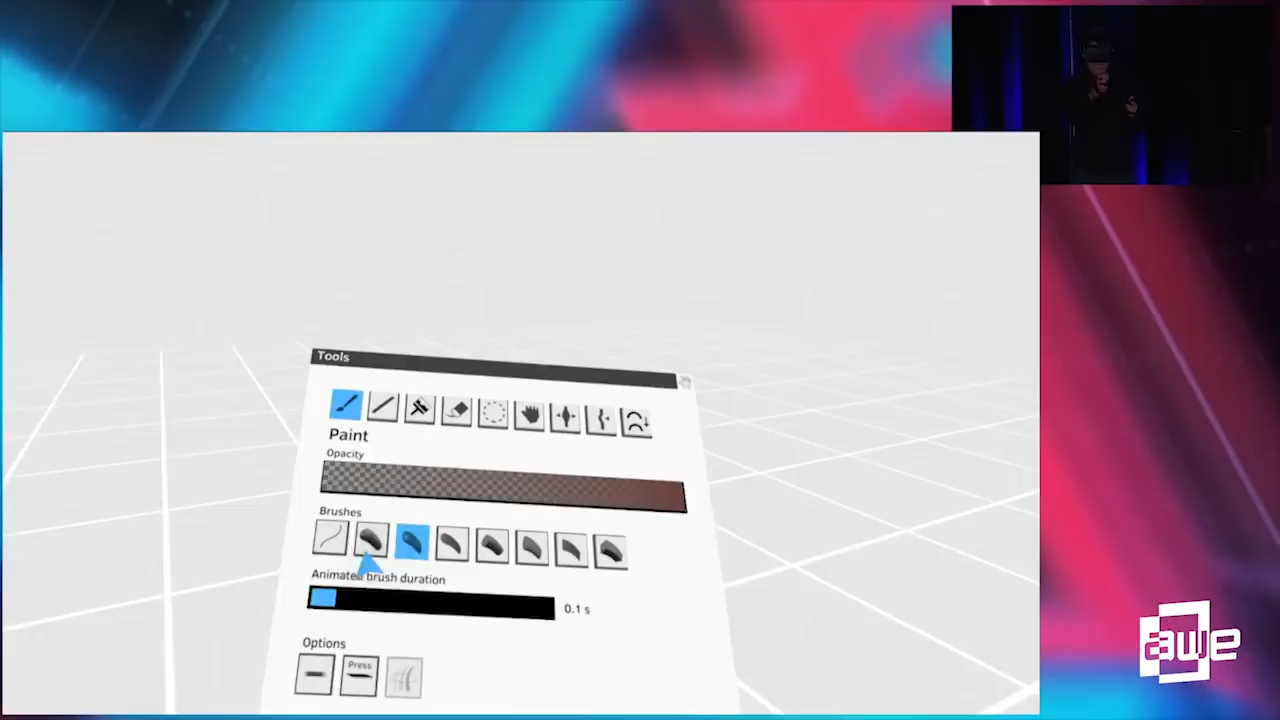 Tools
Paint
Opacity
Brushes
Animated brush duration
0.1 s
Options
Press
awe